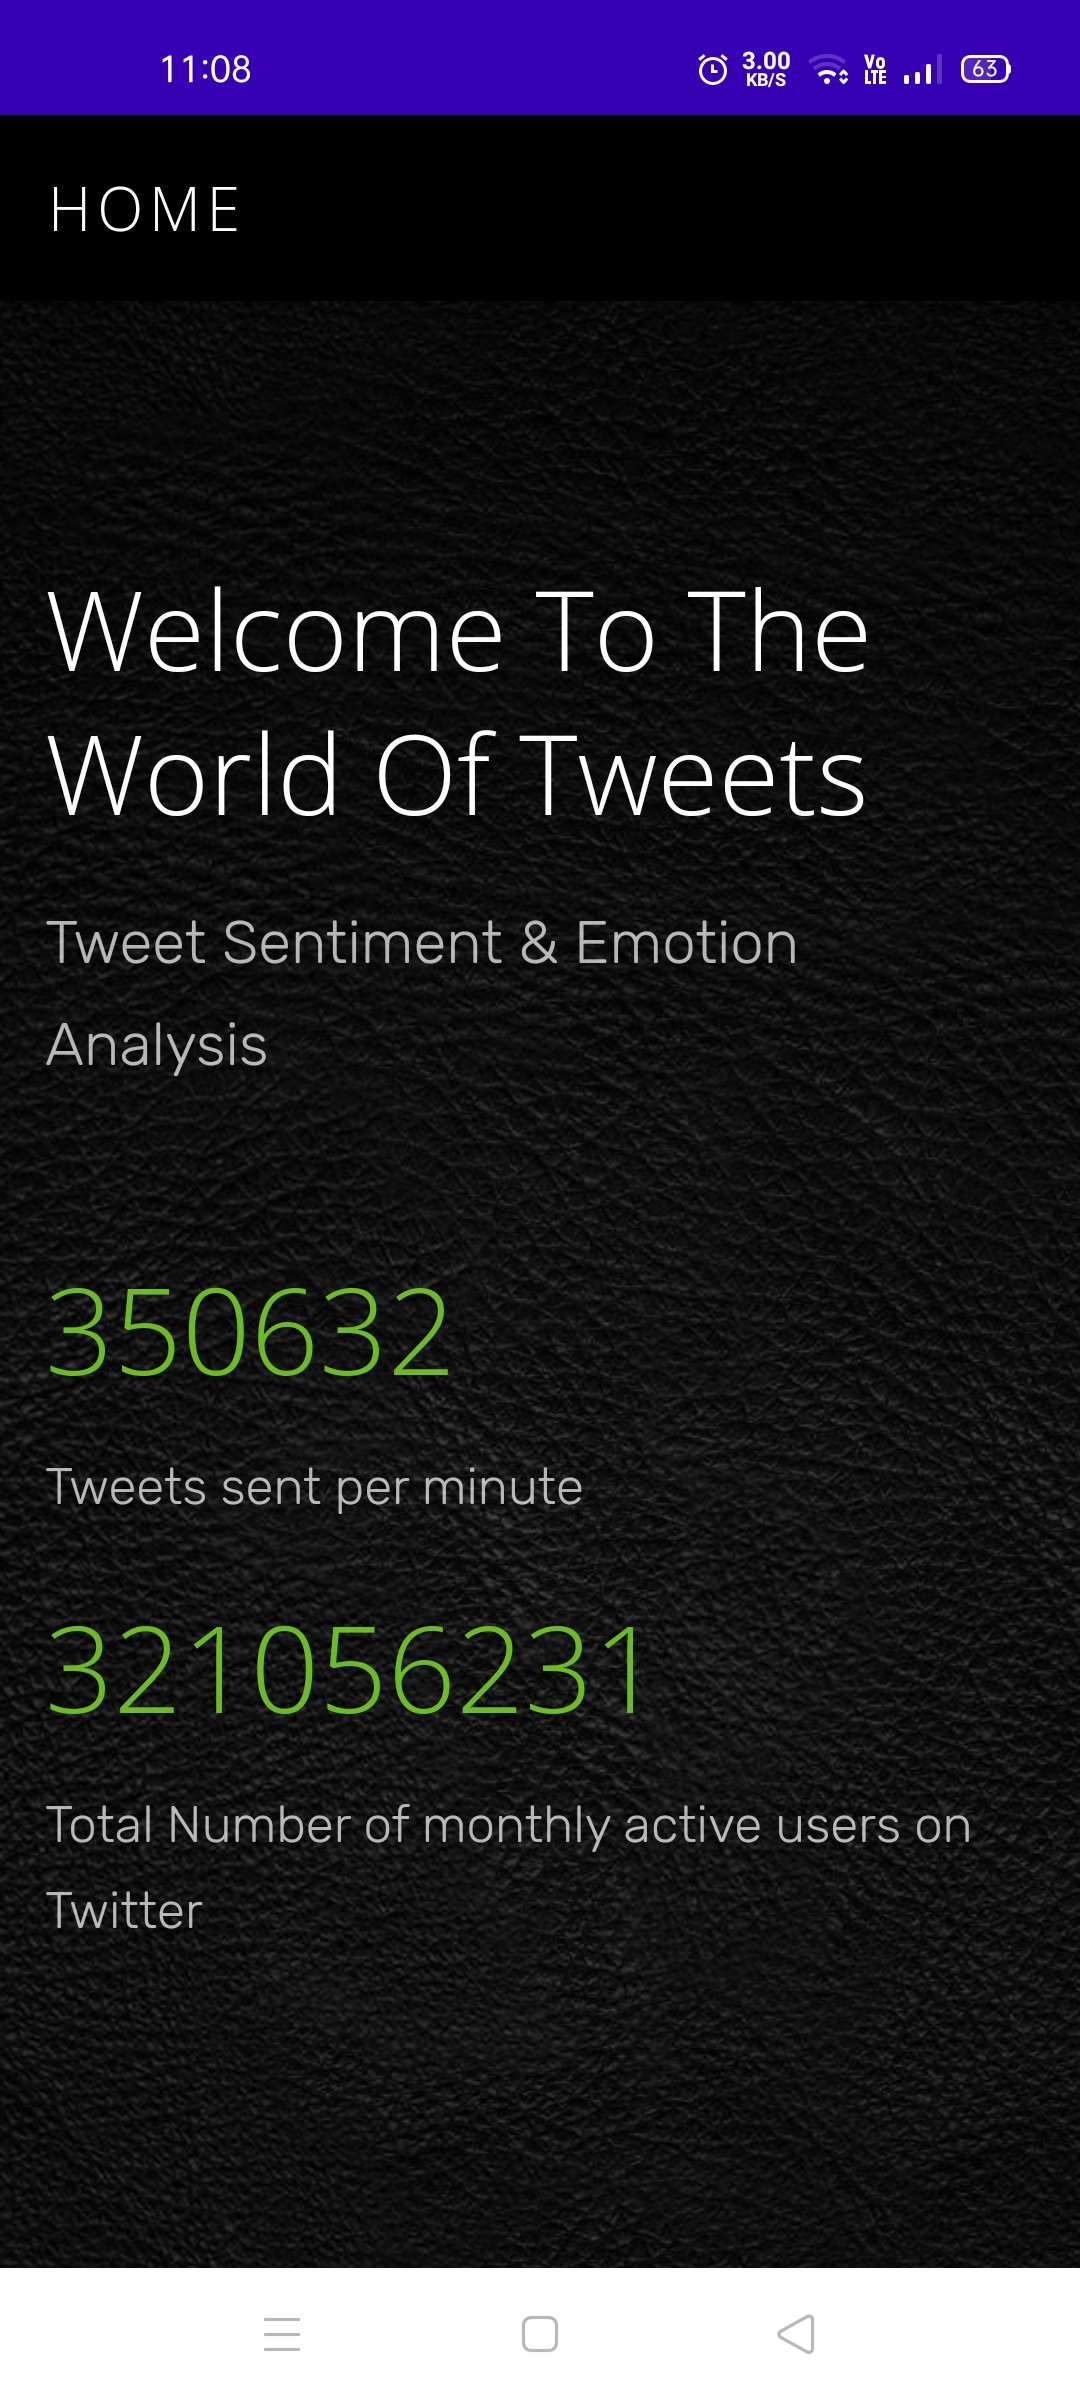 11:08
3.00
KB/S
Vo
LTE
63
HOME
Welcome To The
World Of Tweets
Tweet Sentiment & Emotion
Analysis
350632
Tweets sent per minute
321056231
Total Number of monthly active users on
Twitter